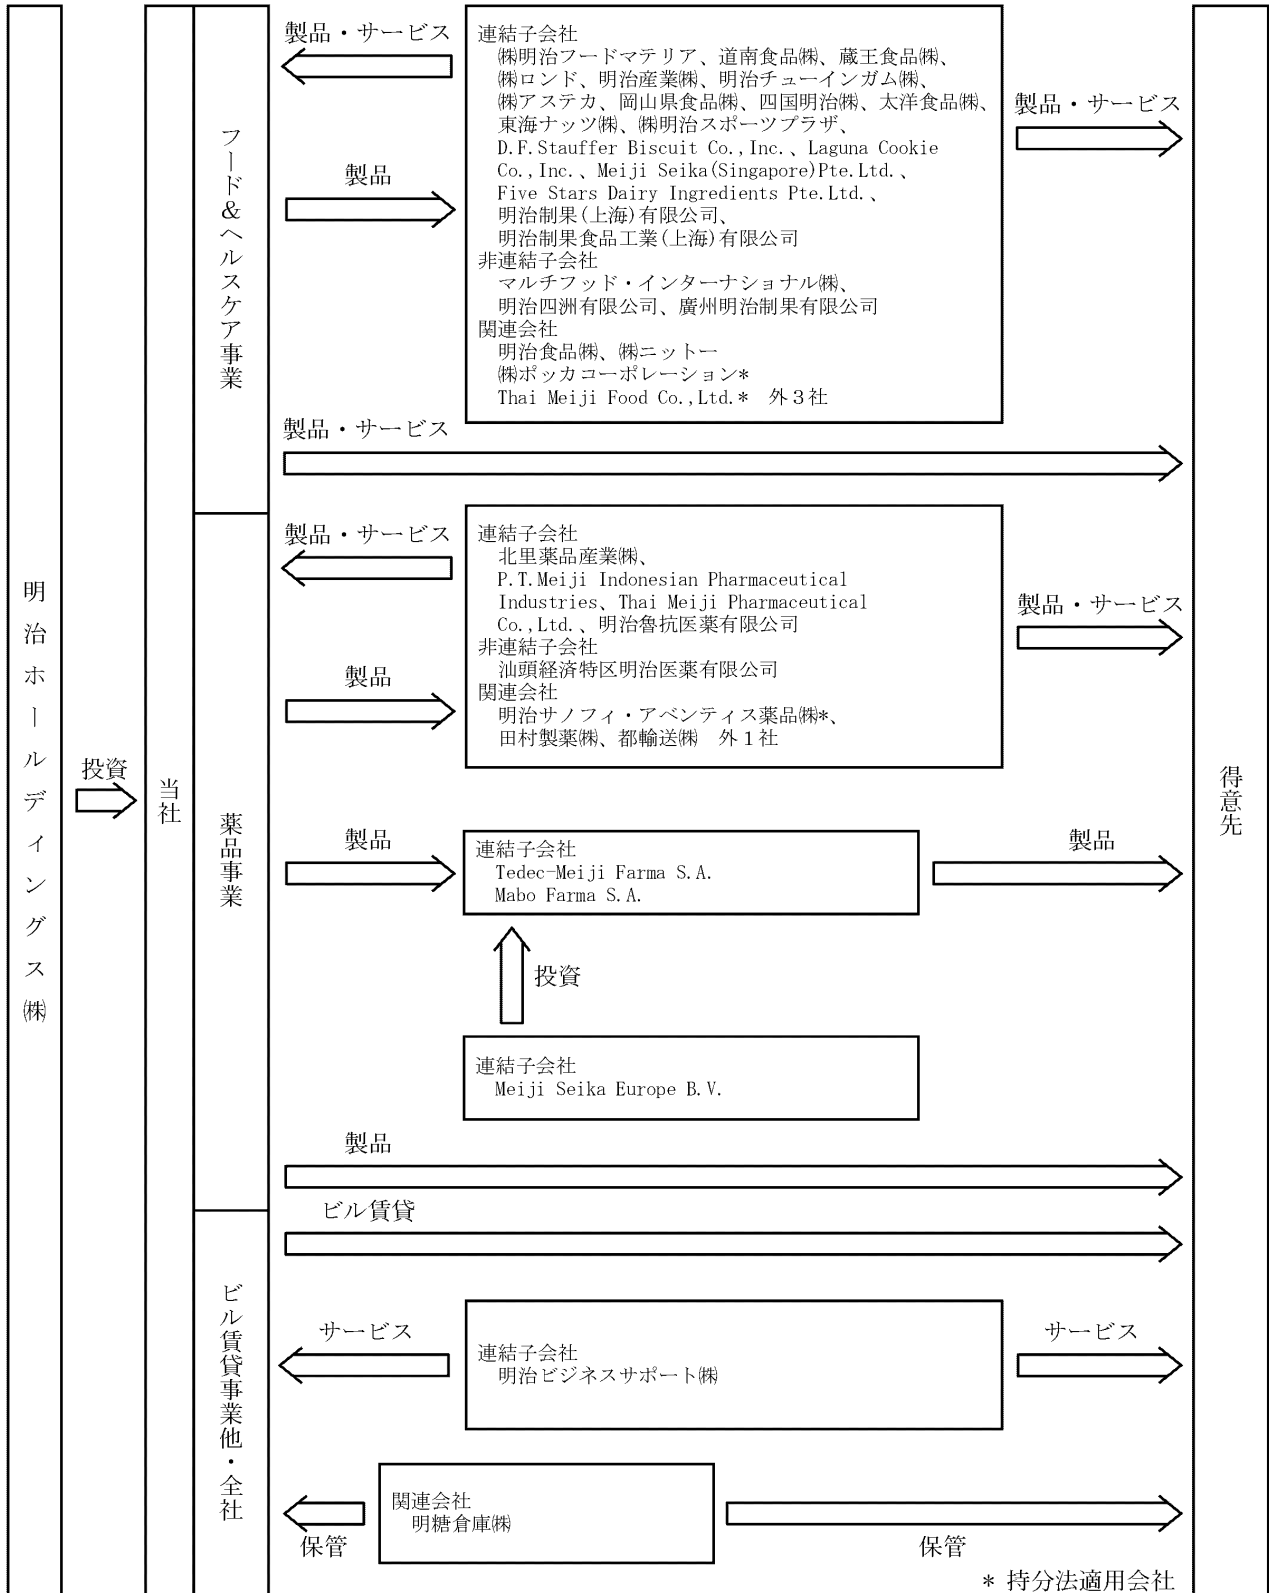 明治ホールディングス㈱
投資
当社
フード&ヘルスケア事業
製品・サービス
製品
連結子会社
㈱明治フードマテリア、道南食品㈱、蔵王食品㈱、
㈱ロンド、明治産業㈱、明治チューインガム㈱、
㈱アステカ、岡山県食品㈱、四国明治㈱、太洋食品㈱、
東海ナッツ㈱、㈱明治スポーツプラザ、
D.F.Stauffer Biscuit Co.,Inc.、Laguna Cookie
Co.,Inc.、Meiji Seika(Singapore)Pte.Ltd.、
Five Stars Dairy Ingredients Pte.Ltd.、
明治制果(上海)有限公司、
明治制果食品工業(上海)有限公司
非連結子会社
マルチフッド・インターナショナル㈱、
明治四洲有限公司、廣州明治制果有限公司
関連会社
明治食品㈱、㈱ニットー
㈱ポッカコーポレーション*
Thai Meiji Food Co.,Ltd.* 外3社
製品・サービス
製品・サービス
薬品事業
製品・サービス
製品
連結子会社
北里薬品産業㈱、
P.T.Meiji Indonesian Pharmaceutical
Industries、Thai Meiji Pharmaceutical
Co.,Ltd.、明治魯抗医薬有限公司
非連結子会社
汕頭経済特区明治医薬有限公司
関連会社
明治サノフィ・アベンティス薬品㈱*、
田村製薬㈱、都輸送㈱ 外1社
製品・サービス
製品
連結子会社
Tedec-Meiji Farma S.A.
Mabo Farma S.A.
製品
投資
連結子会社
Meiji Seika Europe B.V.
製品
ビル賃貸事業他・全社
ビル賃貸
サービス
連結子会社
明治ビジネスサポート㈱
サービス
保管
関連会社
明糖倉庫㈱
保管
得意先
* 持分法適用会社